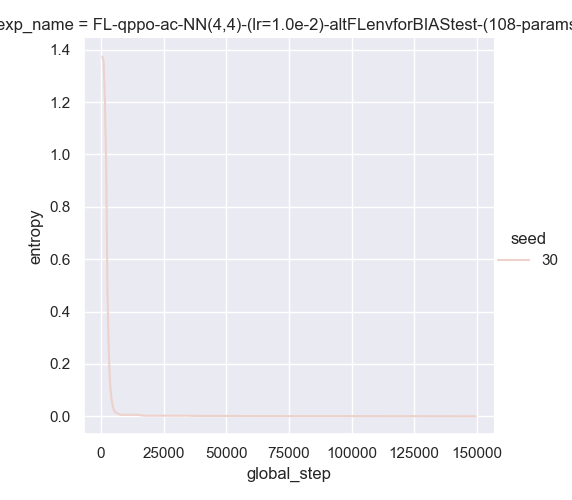 exp_name = FL-qppo-ac-NN(4,4)-(lr=1.0e-2)-altFLenvforBIAStest-(108-params
1.4
1.2
1.0
0.8
0.6
0.4
0.2
0.0
entropy
seed
30
0 25000 50000 75000 100000 125000 150000
global_step